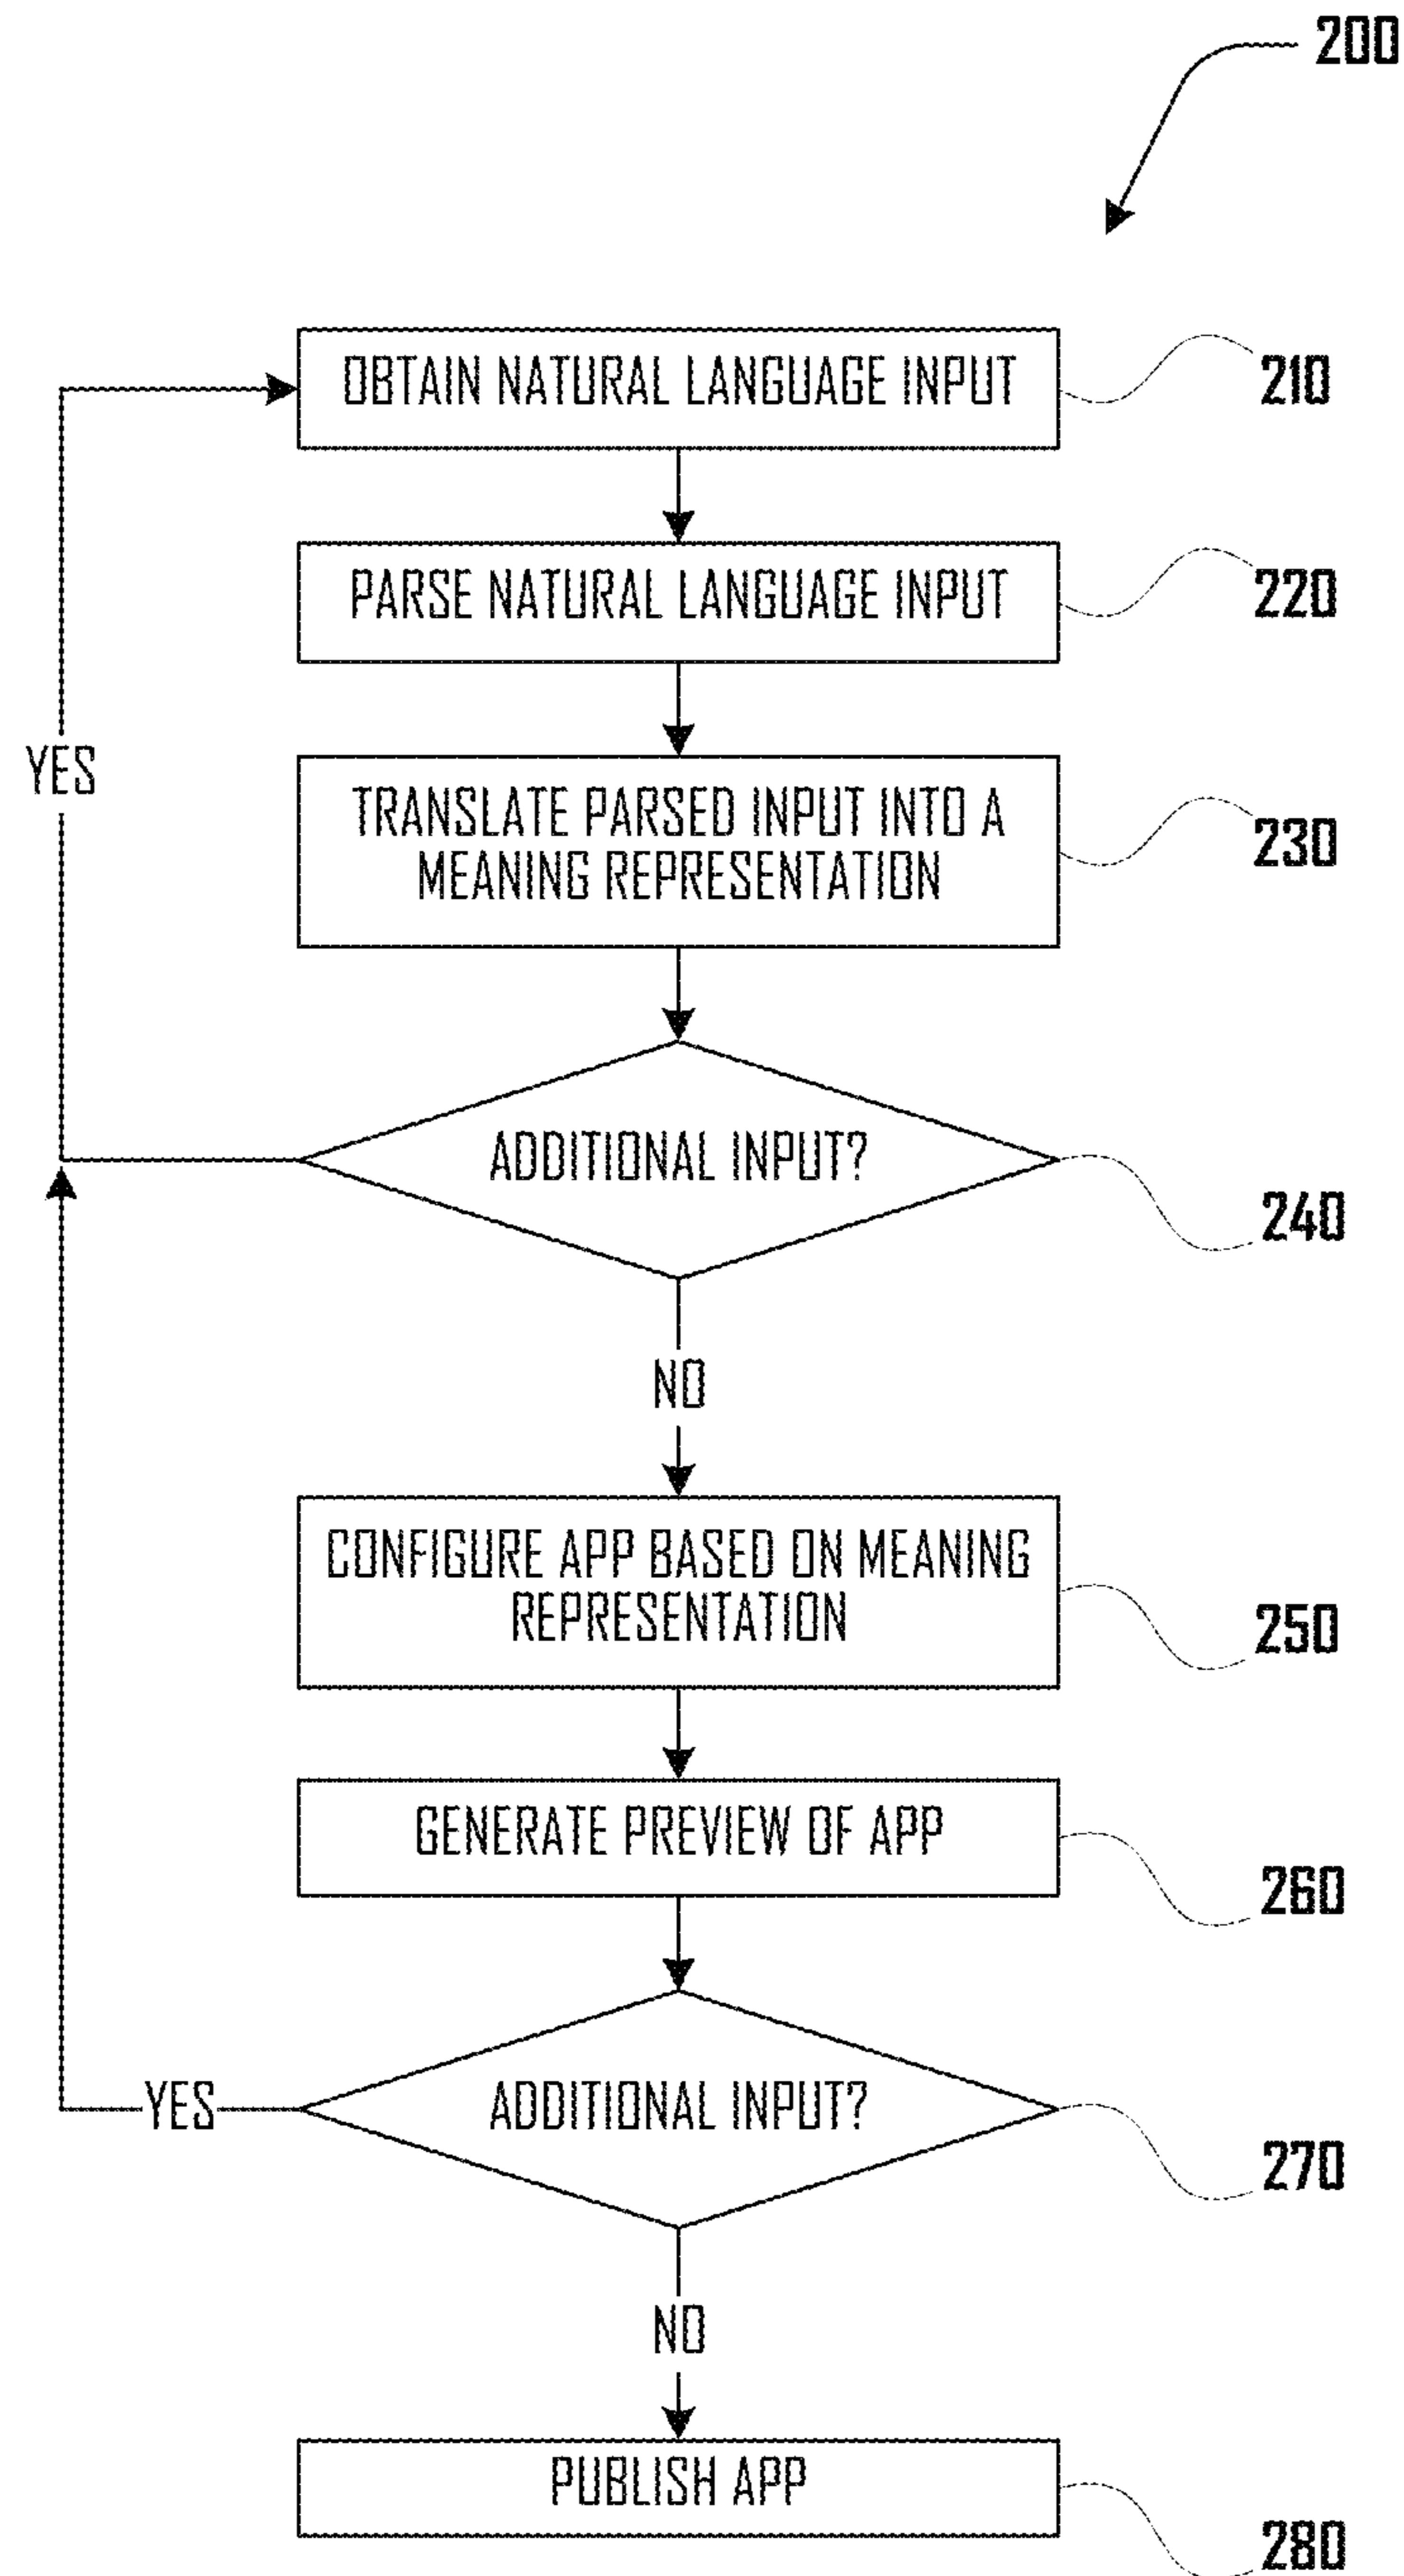 200
OBTAIN NATURAL LANGUAGE INPUT
210
PARSE NATURAL LANGUAGE INPUT
220
YES
TRANSLATE PARSED INPUT INTO A
MEANING REPRESENTATION
230
ADDITIONAL INPUT?
240
NO
CONFIGURE APP BASED ON MEANING
REPRESENTATION
250
GENERATE PREVIEW OF APP
260
YES
ADDITIONAL INPUT?
270
NO
PUBLISH APP
280